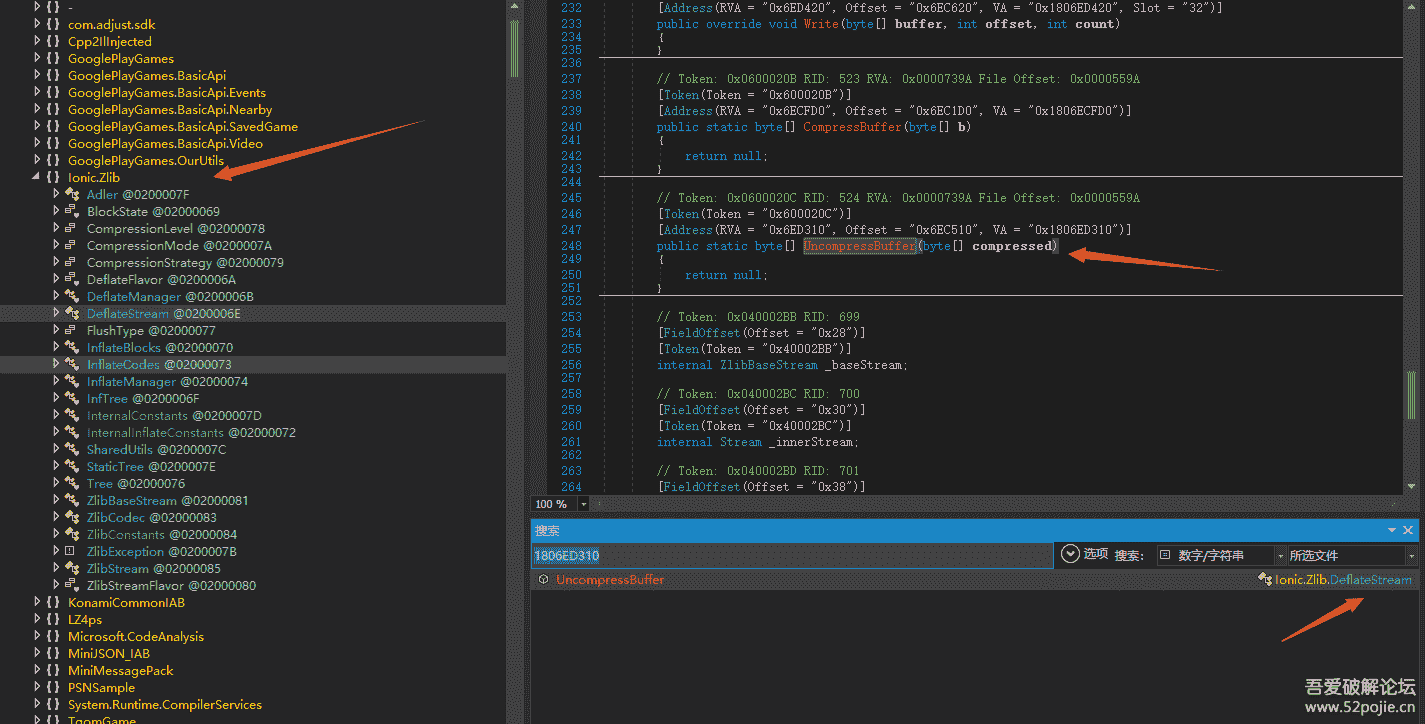 -
com.adjust.sdk
Cpp2IlInjected
GooglePlayGames
GooglePlayGames.BasicApi
GooglePlayGames.BasicApi.Events
GooglePlayGames.BasicApi.Nearby
GooglePlayGames.BasicApi.SavedGame
GooglePlayGames.BasicApi.Video
GooglePlayGames.OurUtils
Ionic.Zlib
Adler @0200007F
BlockState @02000069
CompressionLevel @02000078
CompressionMode @0200007A
CompressionStrategy @02000079
DeflateFlavor @0200006A
DeflateManager @0200006B
DeflateStream @0200006E
FlushType @02000077
InflateBlocks @02000070
InflateCodes @02000073
InflateManager @02000074
InfTree @0200006F
InternalConstants @0200007D
InternalInflateConstants @02000072
SharedUtils @0200007C
StaticTree @0200007E
Tree @02000076
ZlibBaseStream @02000081
ZlibCodec @02000083
ZlibConstants @02000084
ZlibException @0200007B
ZlibStream @02000085
ZlibStreamFlavor @02000080
KonamiCommonIAB
LZ4ps
Microsoft.CodeAnalysis
MiniJSON_IAB
MiniMessagePack
PSNSample
System.Runtime.CompilerServices
TgomGame
232 [Address(RVA = "0x6ED420", Offset = "0x6EC620", VA = "0x1806ED420", Slot = "32")]
233 public override void Write(byte[] buffer, int offset, int count)
234 {
235 }
236
237 // Token: 0x0600020B RID: 523 RVA: 0x0000739A File Offset: 0x0000559A
238 [Token(Token = "0x600020B")]
239 [Address(RVA = "0x6ECFD0", Offset = "0x6EC1D0", VA = "0x1806ECFD0")]
240 public static byte[] CompressBuffer(byte[] b)
241 {
242 return null;
243 }
244
245 // Token: 0x0600020C RID: 524 RVA: 0x0000739A File Offset: 0x0000559A
246 [Token(Token = "0x600020C")]
247 [Address(RVA = "0x6ED310", Offset = "0x6EC510", VA = "0x1806ED310")]
248 public static byte[] UncompressBuffer(byte[] compressed)
249 {
250 return null;
251 }
252
253 // Token: 0x040002BB RID: 699
254 [FieldOffset(Offset = "0x28")]
255 [Token(Token = "0x40002BB")]
256 internal ZlibBaseStream _baseStream;
257
258 // Token: 0x040002BC RID: 700
259 [FieldOffset(Offset = "0x30")]
260 [Token(Token = "0x40002BC")]
261 internal Stream _innerStream;
262
263 // Token: 0x040002BD RID: 701
264 [FieldOffset(Offset = "0x38")]
100 %
搜索
1806ED310 选项 搜索: 数字/字符串 所选文件
UncompressBuffer Ionic.Zlib.DeflateStream
吾爱破解论坛
www.52pojie.cn